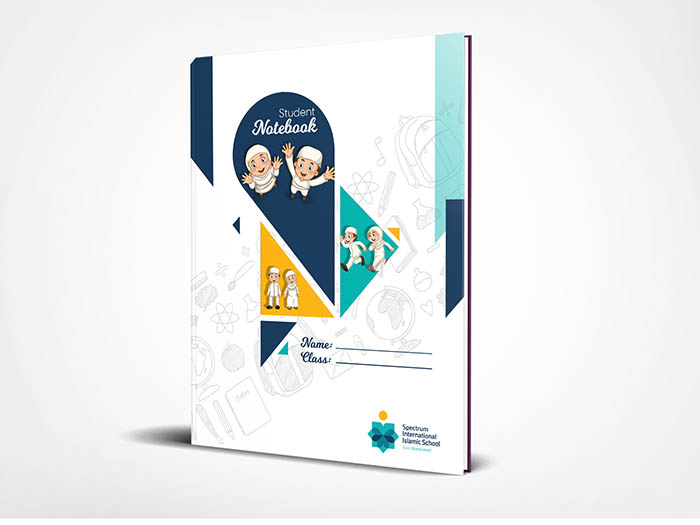 Student
Notebook
Name:
Class:
Spectrum
International
Islamic School